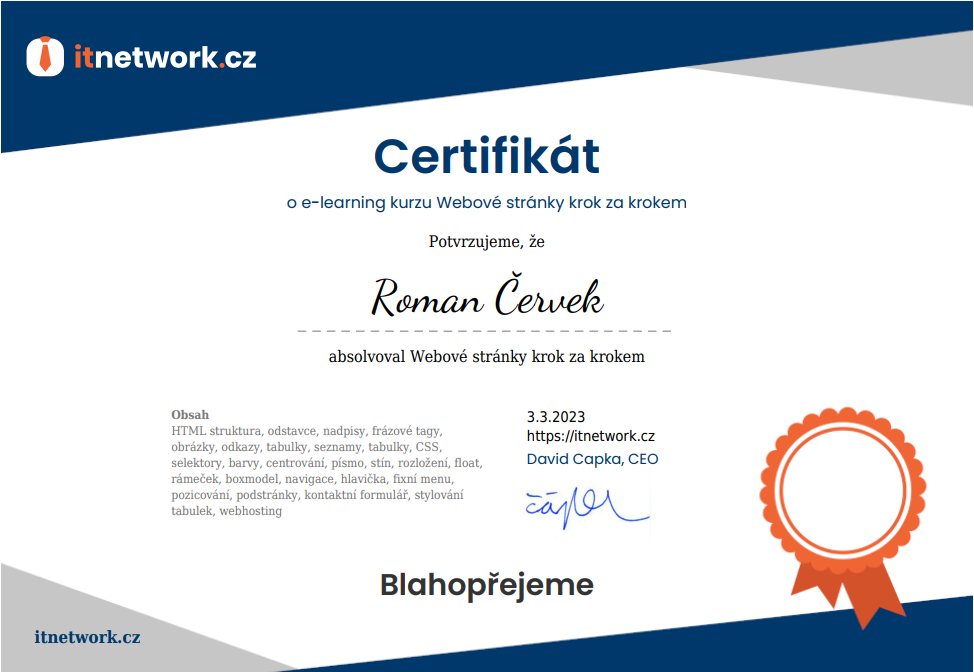 itnetwork.cz
Certifikát
o e-learning kurzu Webové stránky krok za krokem
Potvrzujeme, že
Roman Červek
absolvoval Webové stránky krok za krokem
Obsah
HTML struktura, odstavce, nadpisy, frázové tagy,
obrázky, odkazy, tabulky, seznamy, tabulky, CSS,
selektory, barvy, centrování, písmo, stín, rozložení, float,
rámeček, boxmodel, navigace, hlavička, fixní menu,
pozicování, podstránky, kontaktní formulář, stylování
tabulek, webhosting
3.3.2023
https://itnetwork.cz
David Capka, CEO
Blahopřejeme
itnetwork.cz